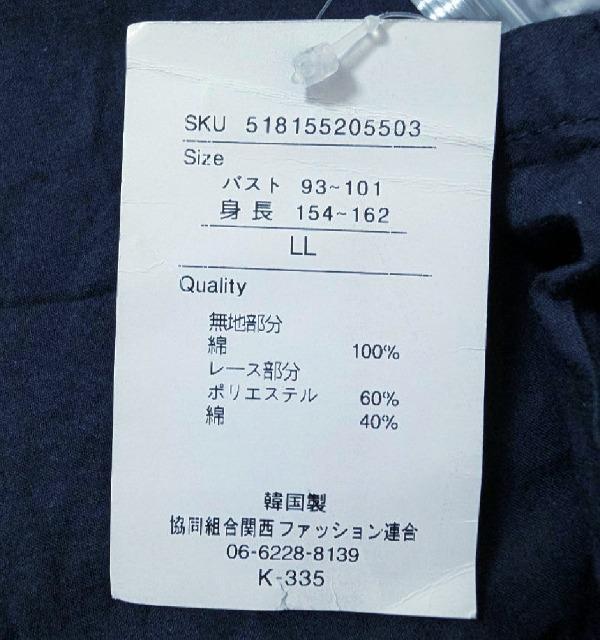 SKU 518155205503
Size
バスト 93~101
身長 154~162
LL
Quality
無地部分
綿 100%
レース部分
ポリエステル 60%
綿 40%
韓国製
協同組合関西ファッション連合
06-6228-8139
K-335